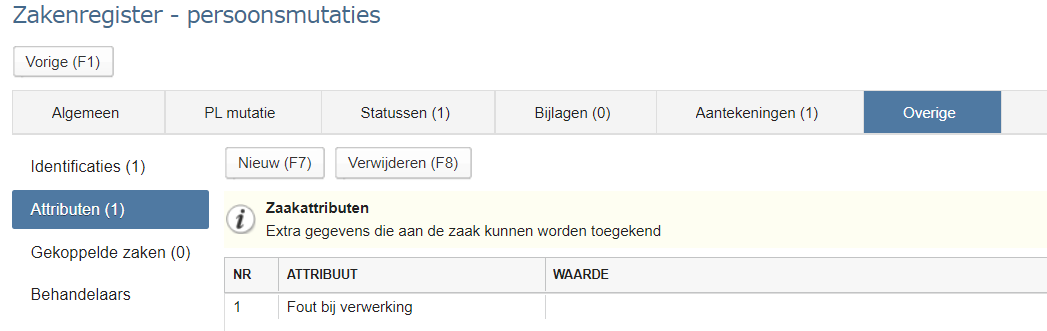 Zakenregister - persoonsmutaties
Vorige (F1)
Algemeen PL mutatie Statussen (1) Bijlagen (0) Aantekeningen (1) Overige
Identificaties (1)
Attributen (1)
Gekoppelde zaken (0)
Behandelaars
Nieuw (F7) Verwijderen (F8)
Zaakattributen
Extra gegevens die aan de zaak kunnen worden toegekend
NR ATTRIBUUT WAARDE
1 Fout bij verwerking